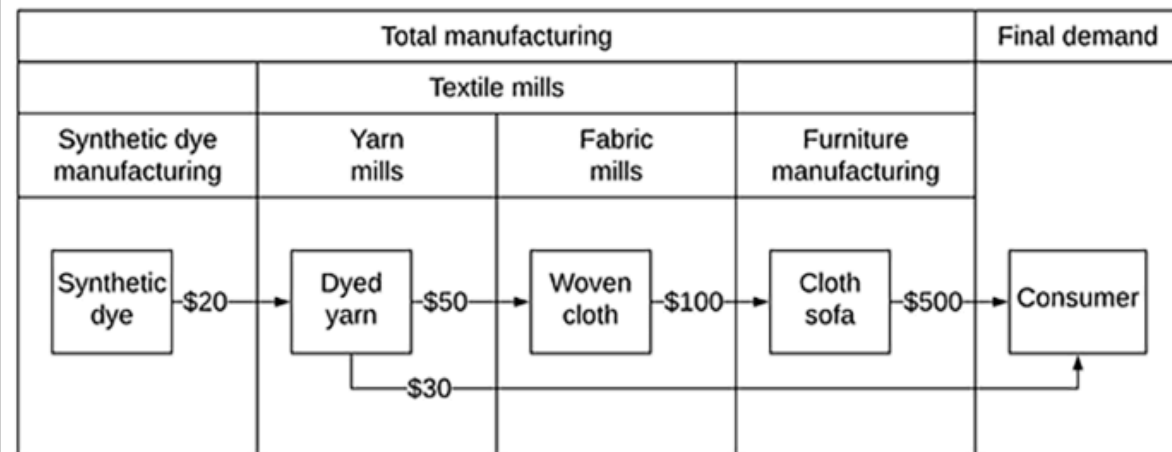 Total manufacturing
Final demand
Textile mills
Synthetic dye
manufacturing
Yarn
mills
Fabric
mills
Furniture
manufacturing
Synthetic
dye
$20
Dyed
yarn
$50
Woven
cloth
$100
Cloth
sofa
$500
Consumer
$30